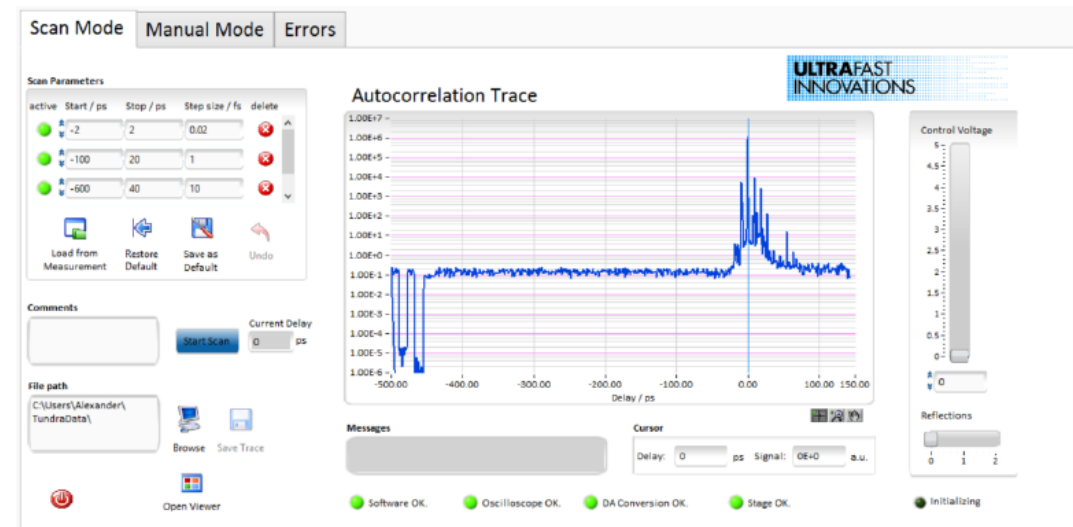 Scan Mode
Manual Mode
Errors
ULTRAFAST
INNOVATIONS
Scan Parameters
active Start / ps Stop / ps Step size / fs delete
-2 2 0.02
-100 20 1
-600 40 10
Load from
Measurement
Restore
Default
Save as
Default
Undo
Comments
Start Scan
Current Delay
0 ps
File path
C:\Users\Alexander\
TundraData\
Browse
Save Trace
Open Viewer
Autocorrelation Trace
1.00E+7
1.00E+6
1.00E+5
1.00E+4
1.00E+3
1.00E+2
1.00E+1
1.00E+0
1.00E-1
1.00E-2
1.00E-3
1.00E-4
1.00E-5
1.00E-6
-500.00 -400.00 -300.00 -200.00 -100.00 0.00 100.00 150.00
Delay / ps
Messages
Cursor
Delay: 0 ps Signal: 0E+0 a.u.
Software OK.
Oscilloscope OK.
DA Conversion OK.
Stage OK.
Control Voltage
5
4.5
4
3.5
3
2.5
2
1.5
1
0.5
0
0
Reflections
0 1 2
Initializing